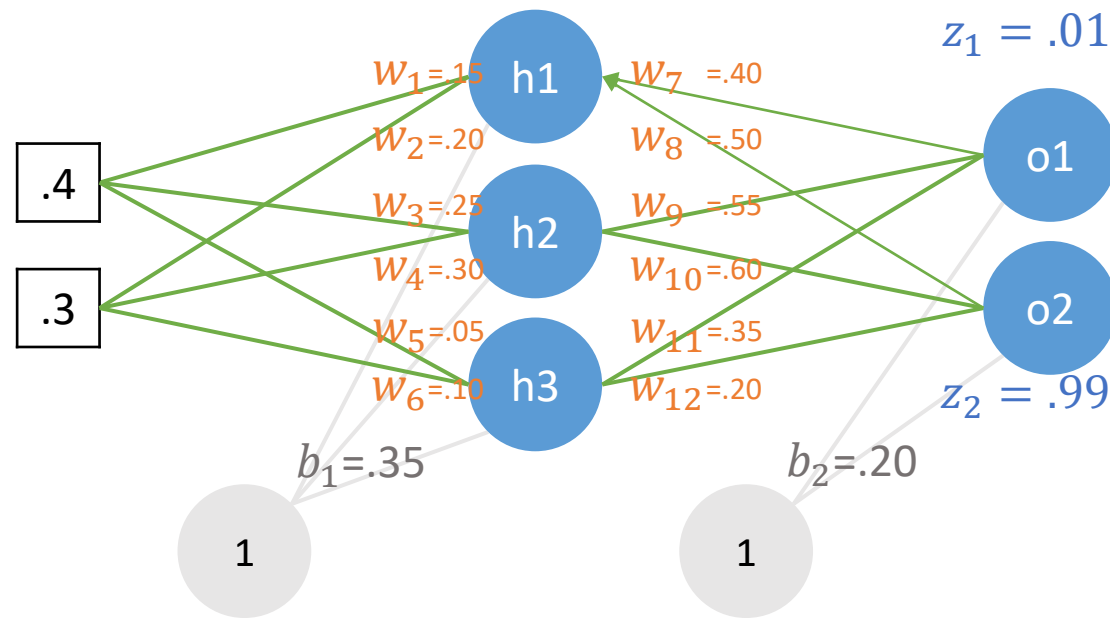 z₁ = .01
w₁=.15
h1
w₇ =.40
w₂=.20
w₈ =.50
.4
o1
w₃=.25
h2
w₉ =.55
w₄=.30
w₁₀=.60
.3
o2
w₅=.05
w₁₁=.35
w₆=.10
h3
w₁₂=.20
z₂ = .99
b₁=.35
b₂=.20
1
1